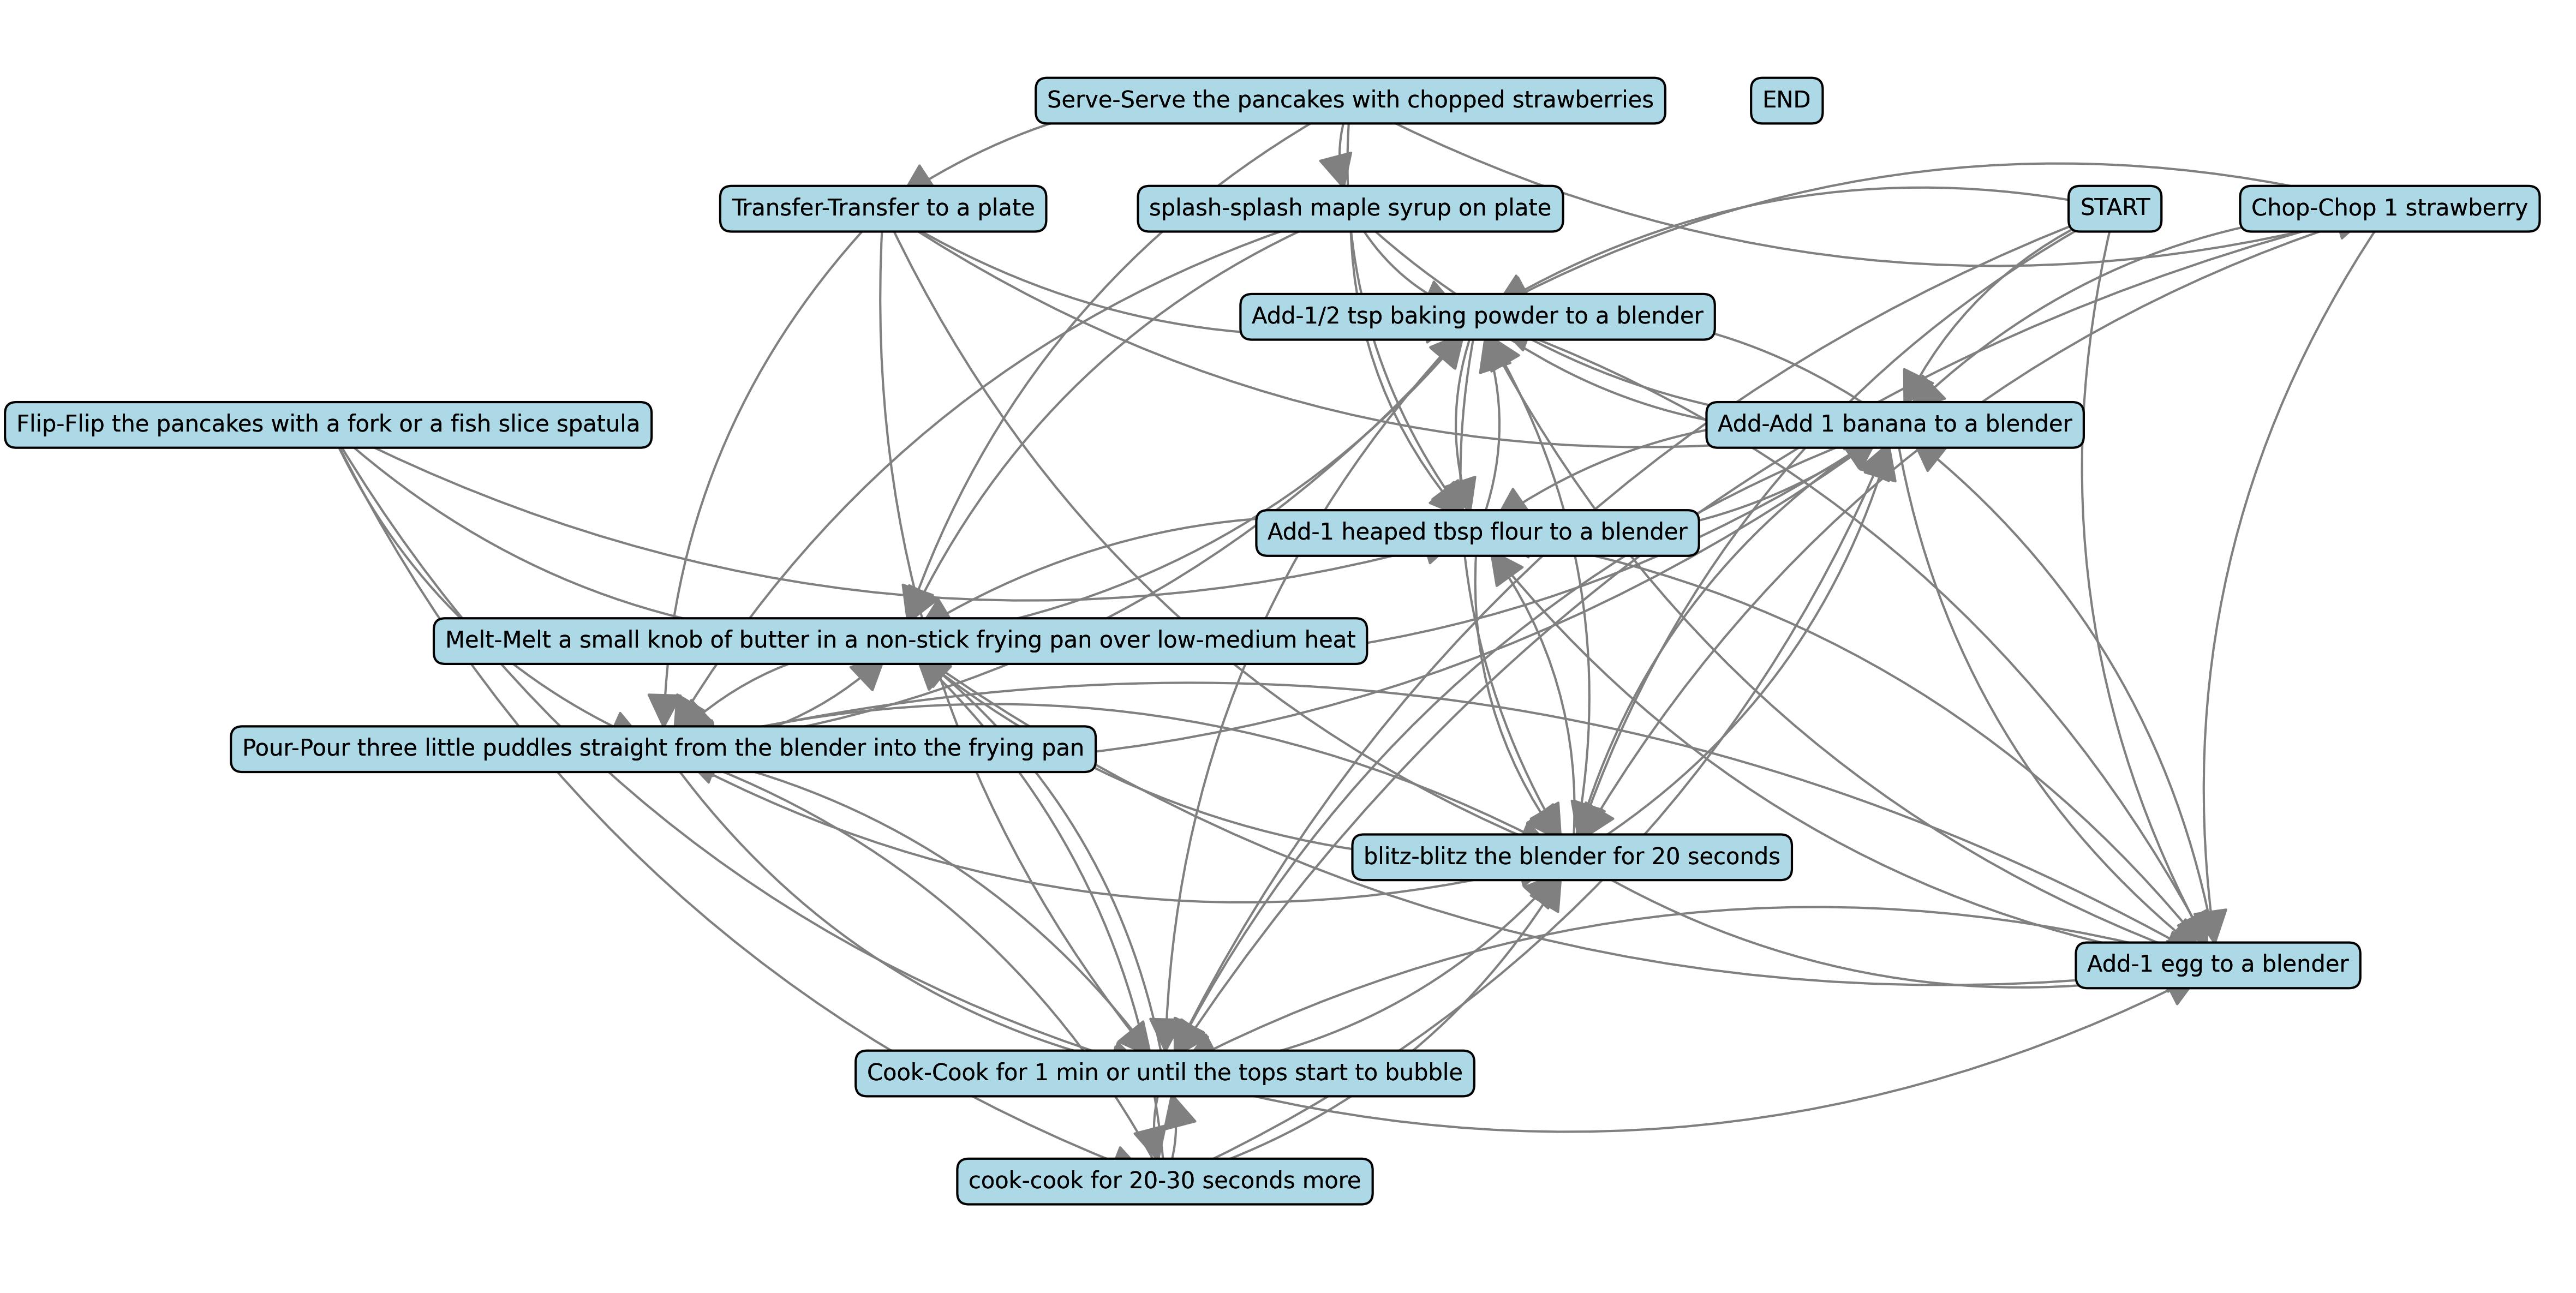 Serve-Serve the pancakes with chopped strawberries
END
Transfer-Transfer to a plate
splash-splash maple syrup on plate
START
Chop-Chop 1 strawberry
Add-1/2 tsp baking powder to a blender
Flip-Flip the pancakes with a fork or a fish slice spatula
Add-Add 1 banana to a blender
Add-1 heaped tbsp flour to a blender
Melt-Melt a small knob of butter in a non-stick frying pan over low-medium heat
Pour-Pour three little puddles straight from the blender into the frying pan
blitz-blitz the blender for 20 seconds
Add-1 egg to a blender
Cook-Cook for 1 min or until the tops start to bubble
cook-cook for 20-30 seconds more